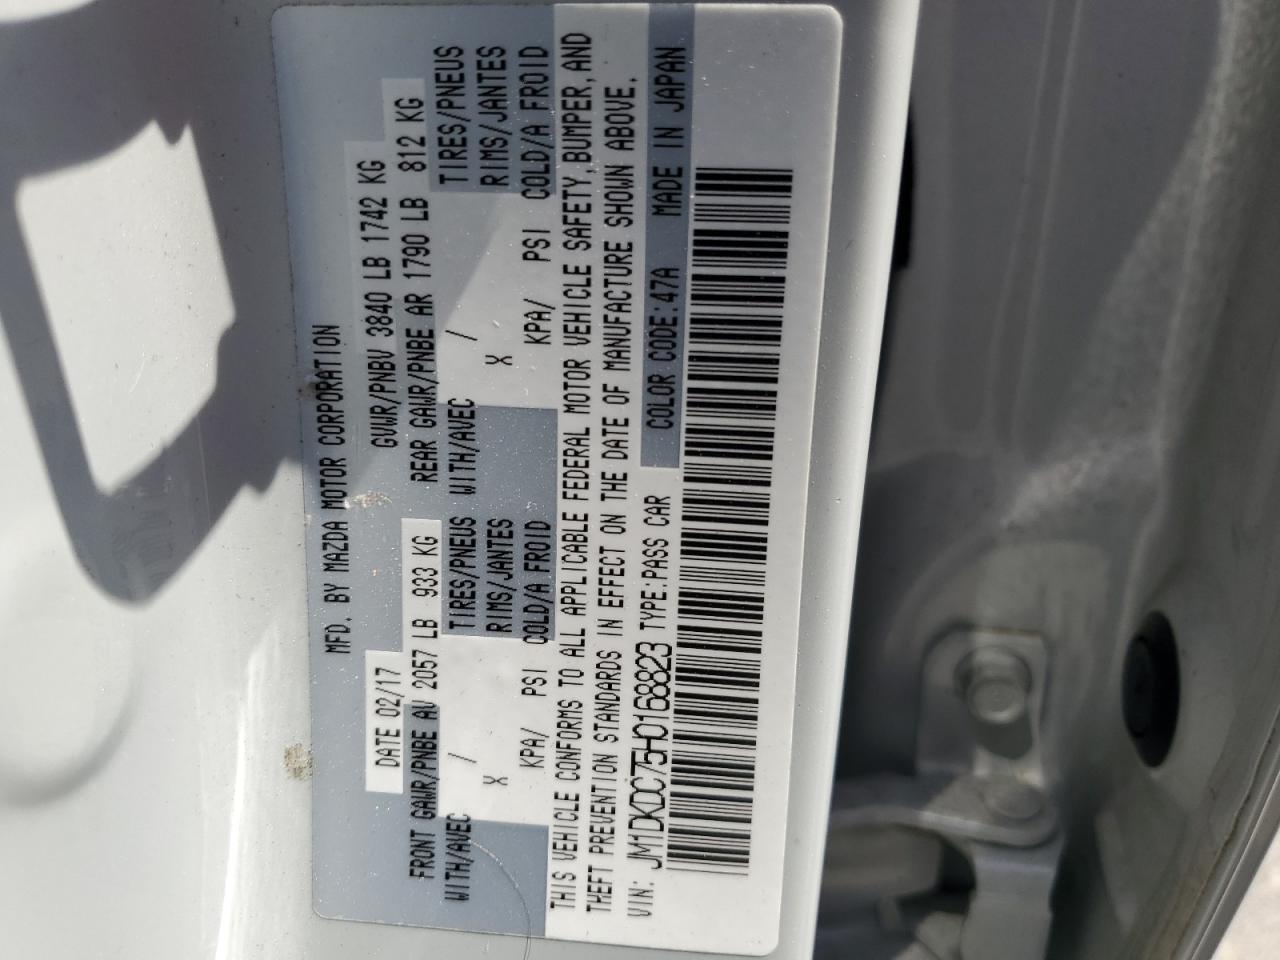 MFD. BY MAZDA MOTOR CORPORATION
DATE 02/17 GVWR/PNBV 3840 LB 1742 KG
FRONT GAWR/PNBE AV 2057 LB 933 KG REAR GAWR/PNBE AR 1790 LB 812 KG
WITH/AVEC / TIRES/PNEUS WITH/AVEC / TIRES/PNEUS
X RIMS/JANTES X RIMS/JANTES
KPA/ PSI COLD/A FROID KPA/ PSI COLD/A FROID
THIS VEHICLE CONFORMS TO ALL APPLICABLE FEDERAL MOTOR VEHICLE SAFETY, BUMPER, AND
THEFT PREVENTION STANDARDS IN EFFECT ON THE DATE OF MANUFACTURE SHOWN ABOVE.
VIN: JM1DKDC75H0168823 TYPE:PASS CAR COLOR CODE:47A MADE IN JAPAN